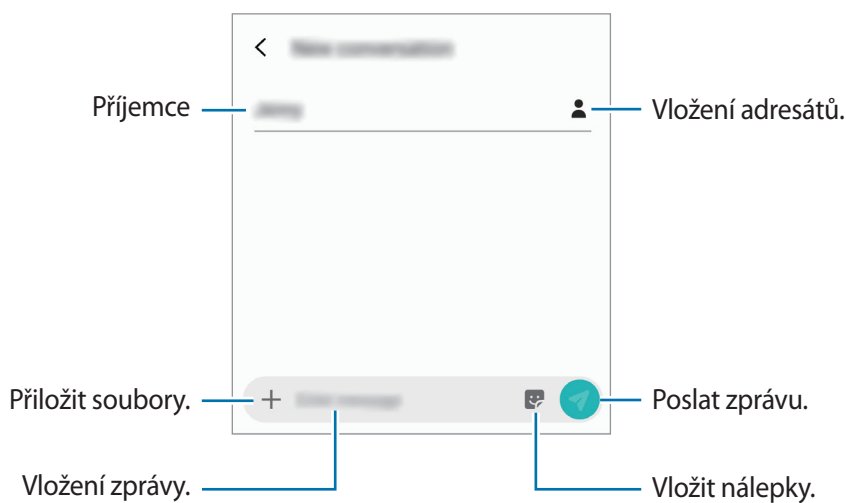 Příjemce
Vložení adresátů.
Přiložit soubory.
Poslat zprávu.
Vložení zprávy.
Vložit nálepky.